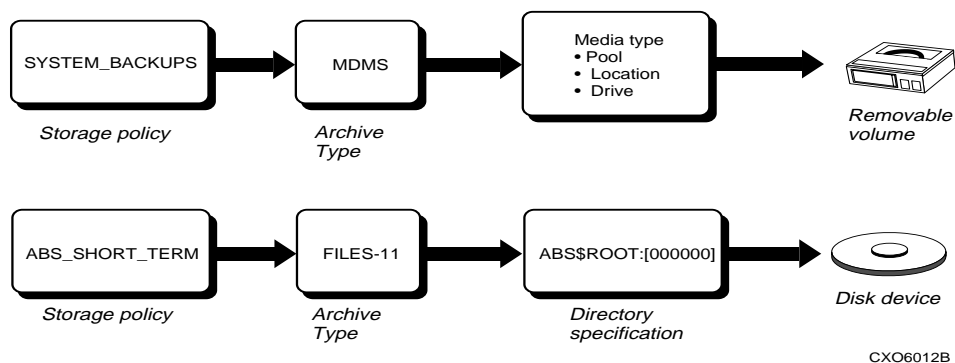 SYSTEM_BACKUPS
Storage policy
MDMS
Archive
Type
Media type
• Pool
• Location
• Drive
Removable
volume
ABS_SHORT_TERM
Storage policy
FILES-11
Archive
Type
ABS$ROOT:[000000]
Directory
specification
Disk device
CXO6012B